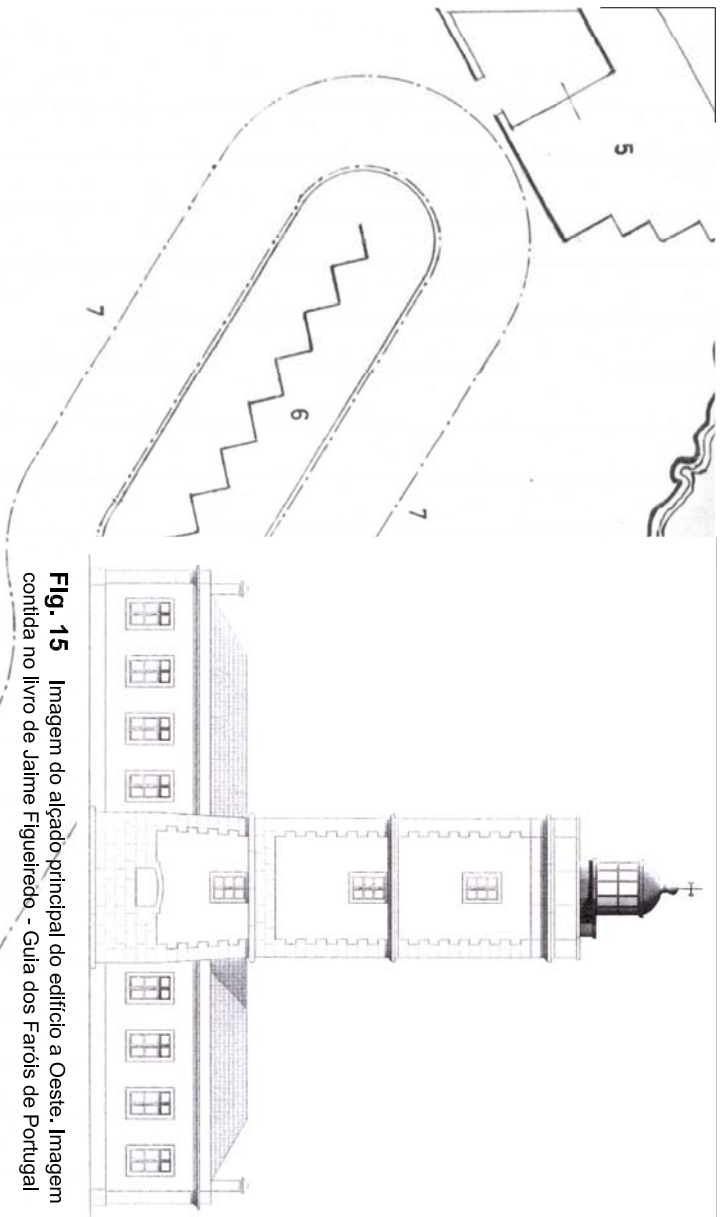 5
6
7
7
Fig. 15 Imagem do alçado principal do edifício a Oeste. Imagem
contida no livro de Jaime Figueiredo - Guia dos Faróis de Portugal